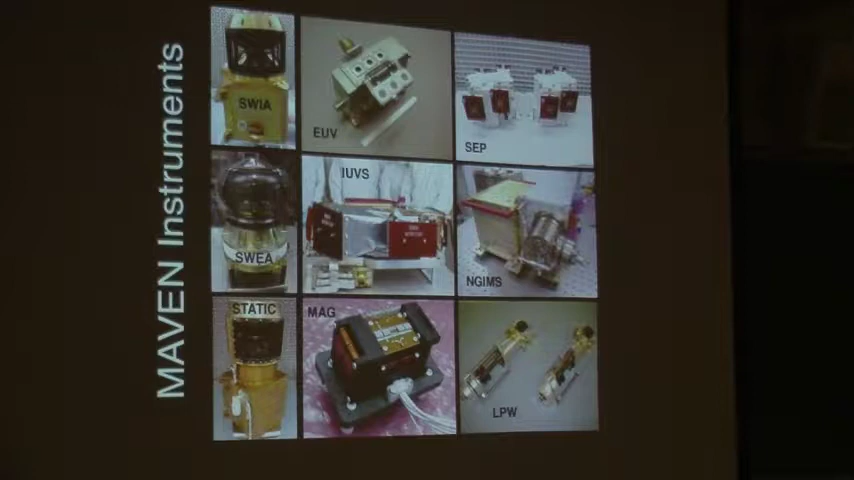 MAVEN Instruments
SWIA
EUV
SEP
SWEA
IUVS
NGIMS
STATIC
MAG
LPW